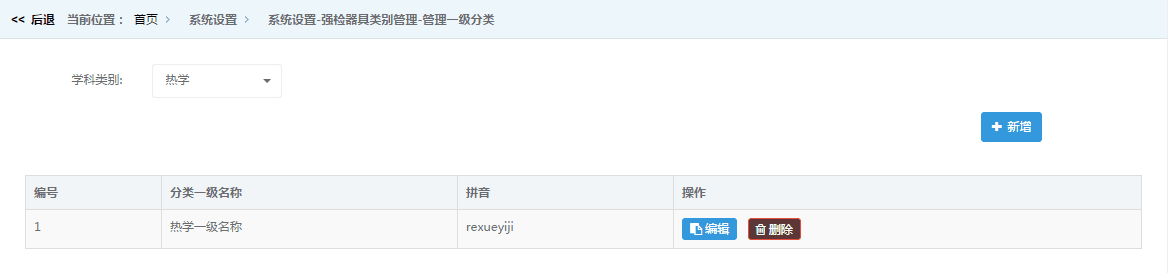 << 后退 当前位置： 首页 > 系统设置 > 系统设置-强检器具类别管理-管理一级分类
学科类别: 热学
+ 新增
编号 分类一级名称 拼音 操作
1 热学一级名称 rexueyiji 编辑 删除